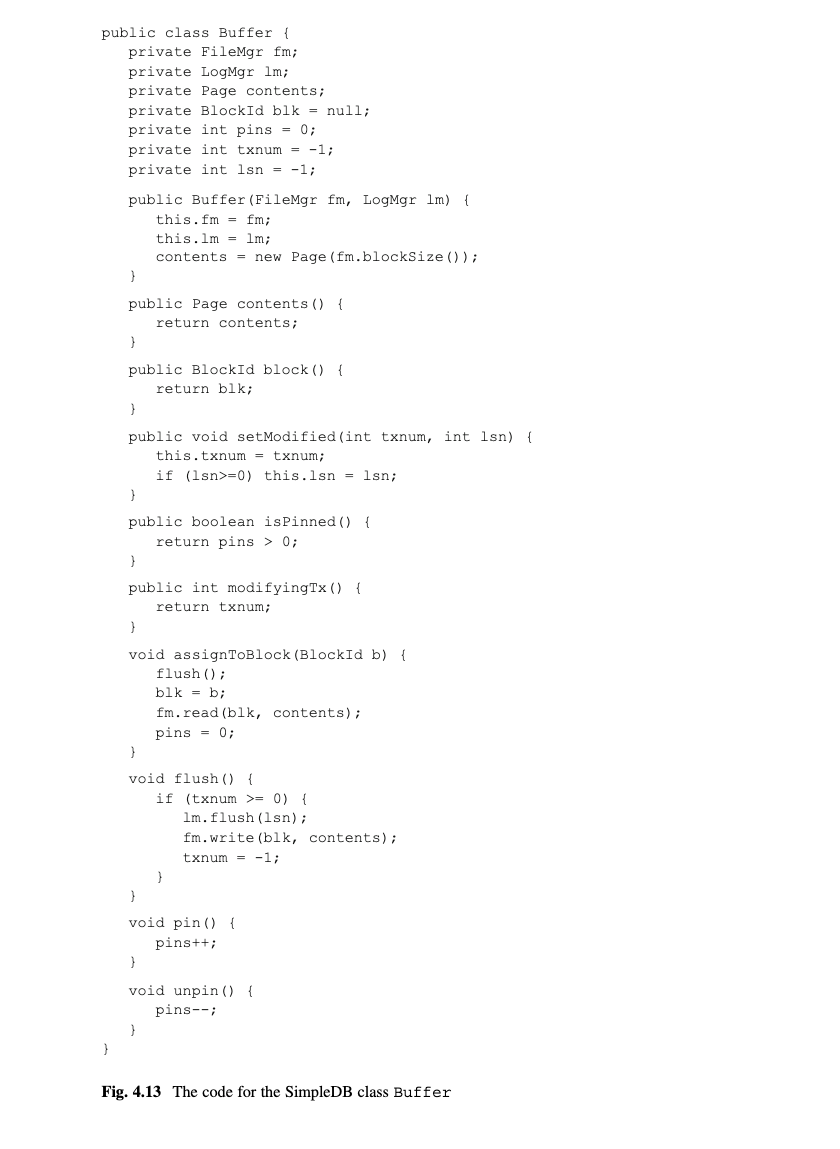 public class Buffer {
   private FileMgr fm;
   private LogMgr lm;
   private Page contents;
   private BlockId blk = null;
   private int pins = 0;
   private int txnum = -1;
   private int lsn = -1;
   public Buffer(FileMgr fm, LogMgr lm) {
      this.fm = fm;
      this.lm = lm;
      contents = new Page(fm.blockSize());
   }
   public Page contents() {
      return contents;
   }
   public BlockId block() {
      return blk;
   }
   public void setModified(int txnum, int lsn) {
      this.txnum = txnum;
      if (lsn>=0) this.lsn = lsn;
   }
   public boolean isPinned() {
      return pins > 0;
   }
   public int modifyingTx() {
      return txnum;
   }
   void assignToBlock(BlockId b) {
      flush();
      blk = b;
      fm.read(blk, contents);
      pins = 0;
   }
   void flush() {
      if (txnum >= 0) {
         lm.flush(lsn);
         fm.write(blk, contents);
         txnum = -1;
      }
   }
   void pin() {
      pins++;
   }
   void unpin() {
      pins--;
   }
}
Fig. 4.13 The code for the SimpleDB class Buffer